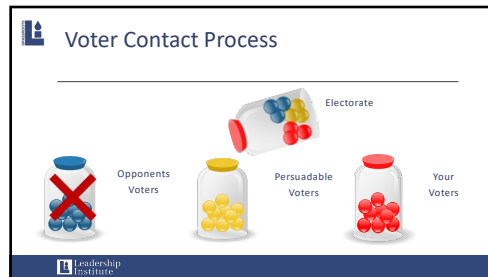 Voter Contact Process
Electorate
Opponents
Voters
Persuadable
Voters
Your
Voters
Leadership
Institute